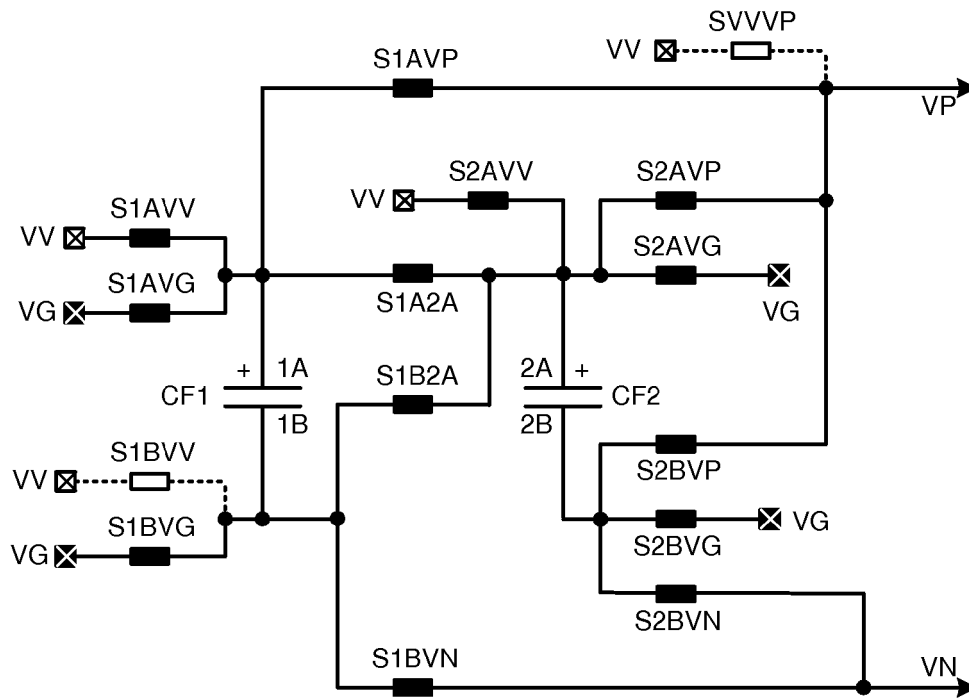 SVVVP
VV
S1AVP
VP
S2AVV
S2AVP
VV
S1AVV
VV
S2AVG
S1AVG
VG
VG
S1A2A
+ 1A
2A +
S1B2A
CF1
CF2
1B
2B
S1BVV
S2BVP
VV
VG
S1BVG
S2BVG
VG
S2BVN
S1BVN
VN